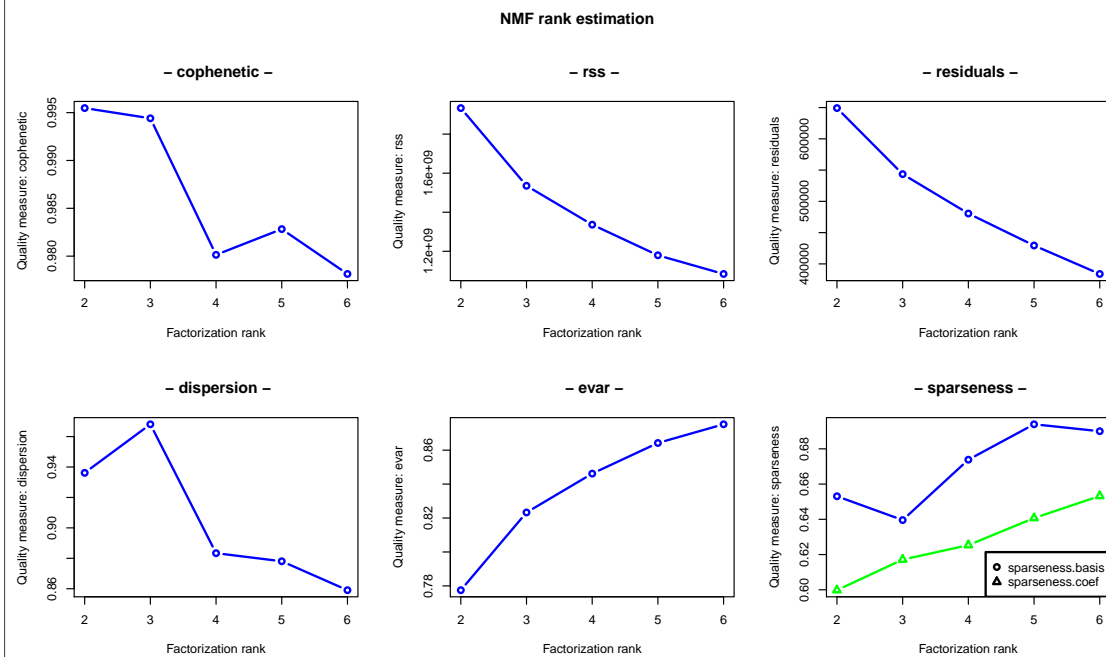 NMF rank estimation
– cophenetic –
Quality measure: cophenetic
0.995
0.990
0.985
0.980
2 3 4 5 6
Factorization rank
– rss –
Quality measure: rss
1.6e+09
1.2e+09
2 3 4 5 6
Factorization rank
– residuals –
Quality measure: residuals
600000
500000
400000
2 3 4 5 6
Factorization rank
– dispersion –
Quality measure: dispersion
0.94
0.90
0.86
2 3 4 5 6
Factorization rank
– evar –
Quality measure: evar
0.86
0.82
0.78
2 3 4 5 6
Factorization rank
– sparseness –
Quality measure: sparseness
0.68
0.66
0.64
0.62
0.60
sparseness.basis
sparseness.coef
2 3 4 5 6
Factorization rank